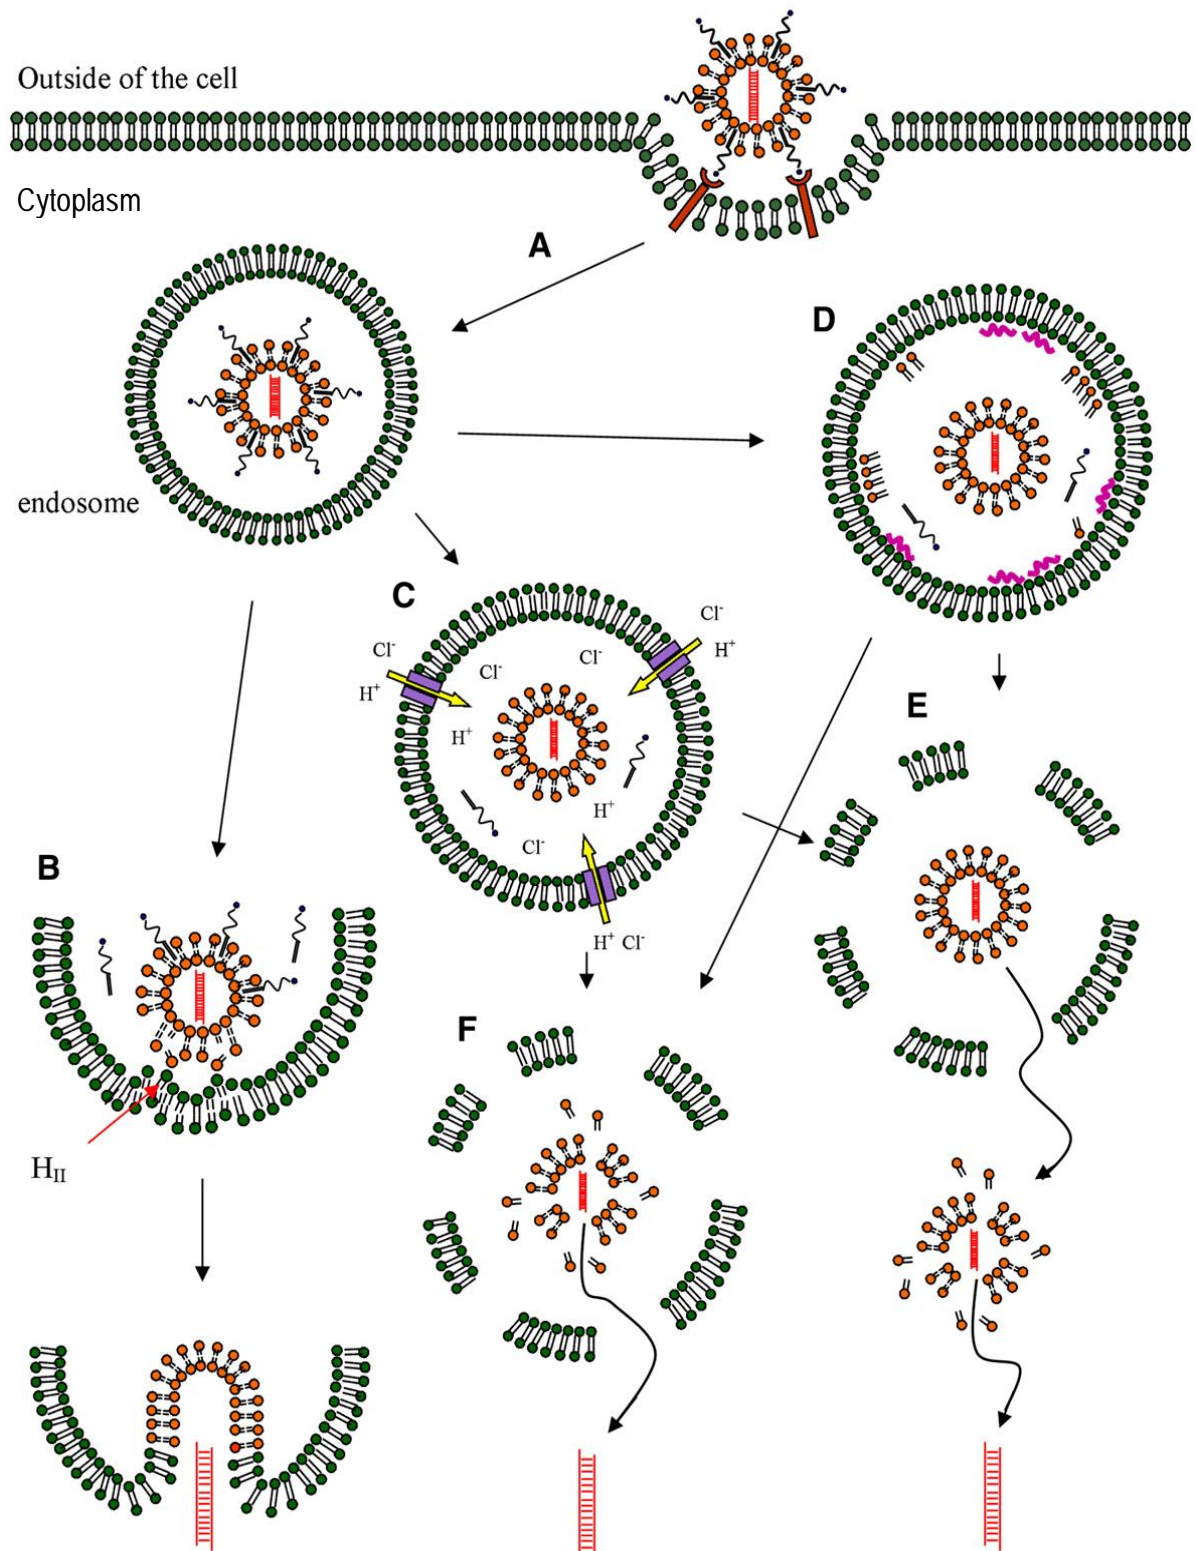 Outside of the cell
Cytoplasm
A
D
endosome
C
Cl-
H+
Cl-
H+
Cl-
Cl-
H+
H+
Cl-
H+ Cl-
E
B
F
HII